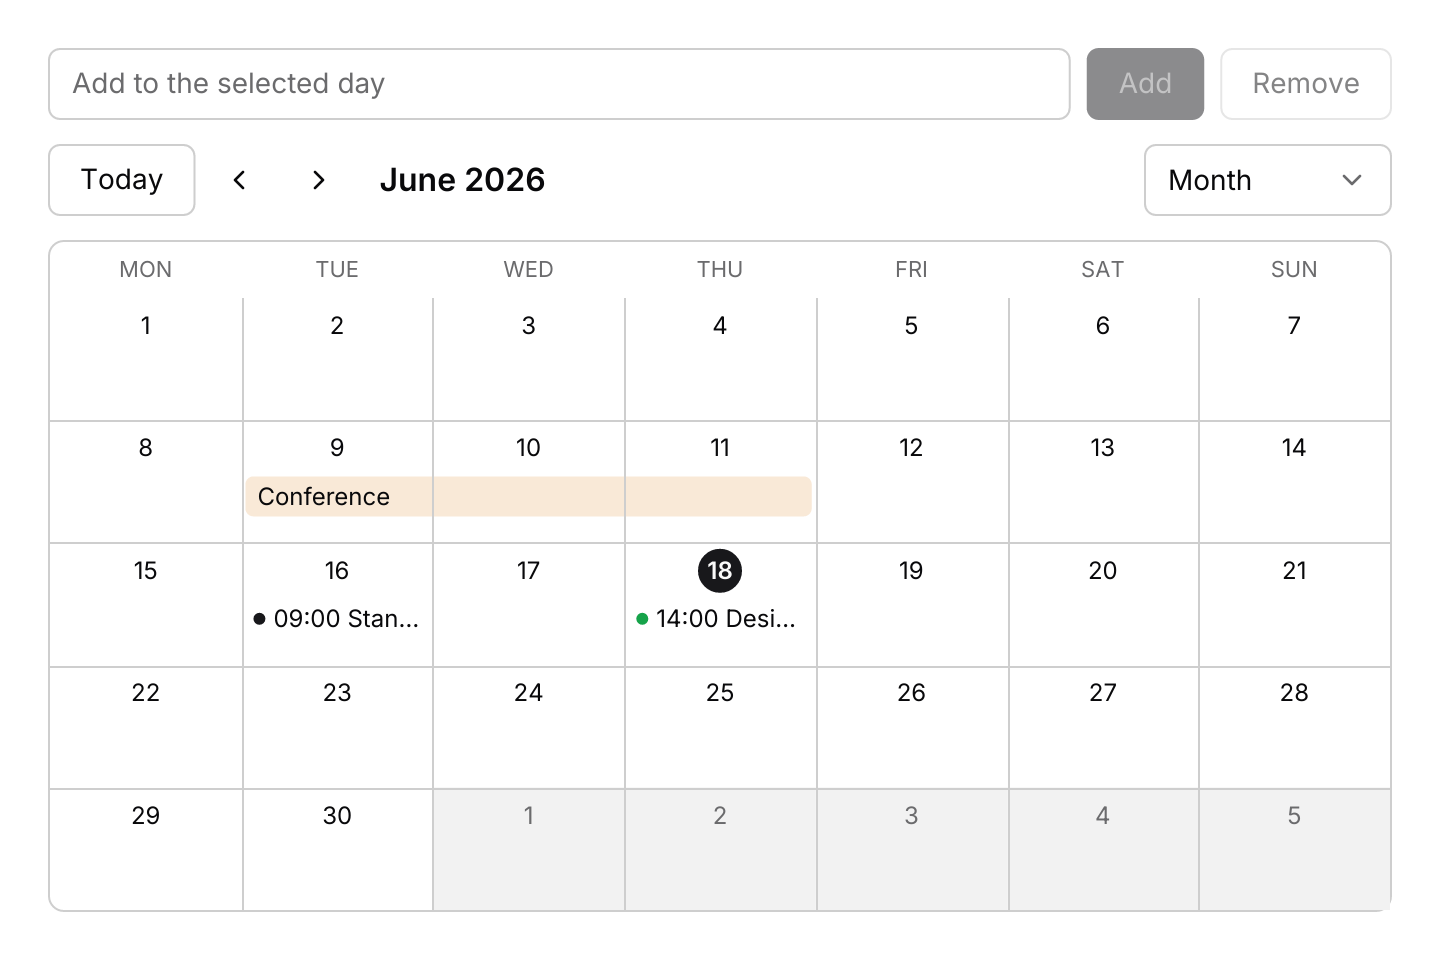 Add to the selected day Add Remove
Today June 2026 Month
MON TUE WED THU FRI SAT SUN
1 2 3 4 5 6 7
8 9 10 11 12 13 14
Conference
15 16 17 18 19 20 21
09:00 Stan... 14:00 Desi...
22 23 24 25 26 27 28
29 30 1 2 3 4 5